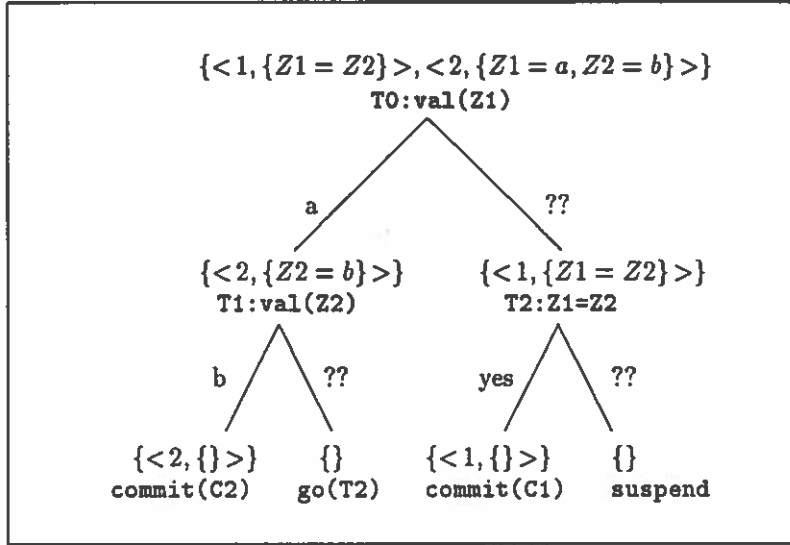 {<1,{Z1=Z2}>,<2,{Z1=a,Z2=b}>}
T0:val(Z1)
a ??
{<2,{Z2=b}>} {<1,{Z1=Z2}>}
T1:val(Z2) T2:Z1=Z2
b ?? yes ??
{<2,{}>} {} {<1,{}>} {}
commit(C2) go(T2) commit(C1) suspend